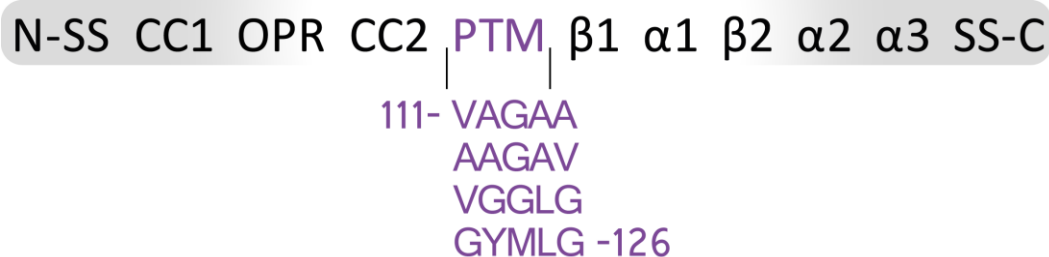 N-SS CC1 OPR CC2 PTM β1 α1 β2 α2 α3 SS-C
111- VAGAA
AAGAV
VGGLG
GYMLG -126